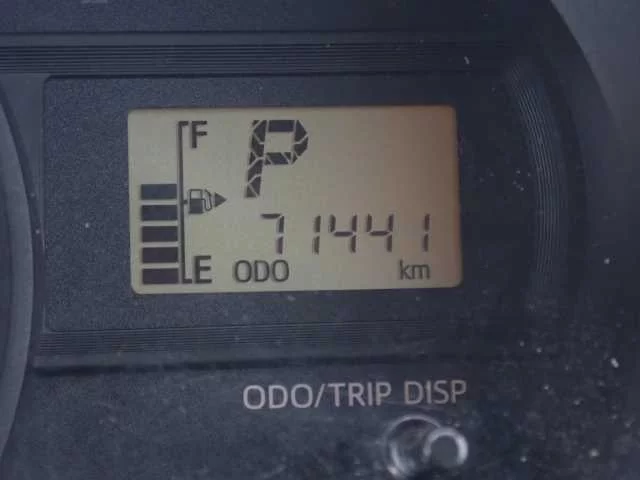 F
P
71441
E ODO km
ODO/TRIP DISP